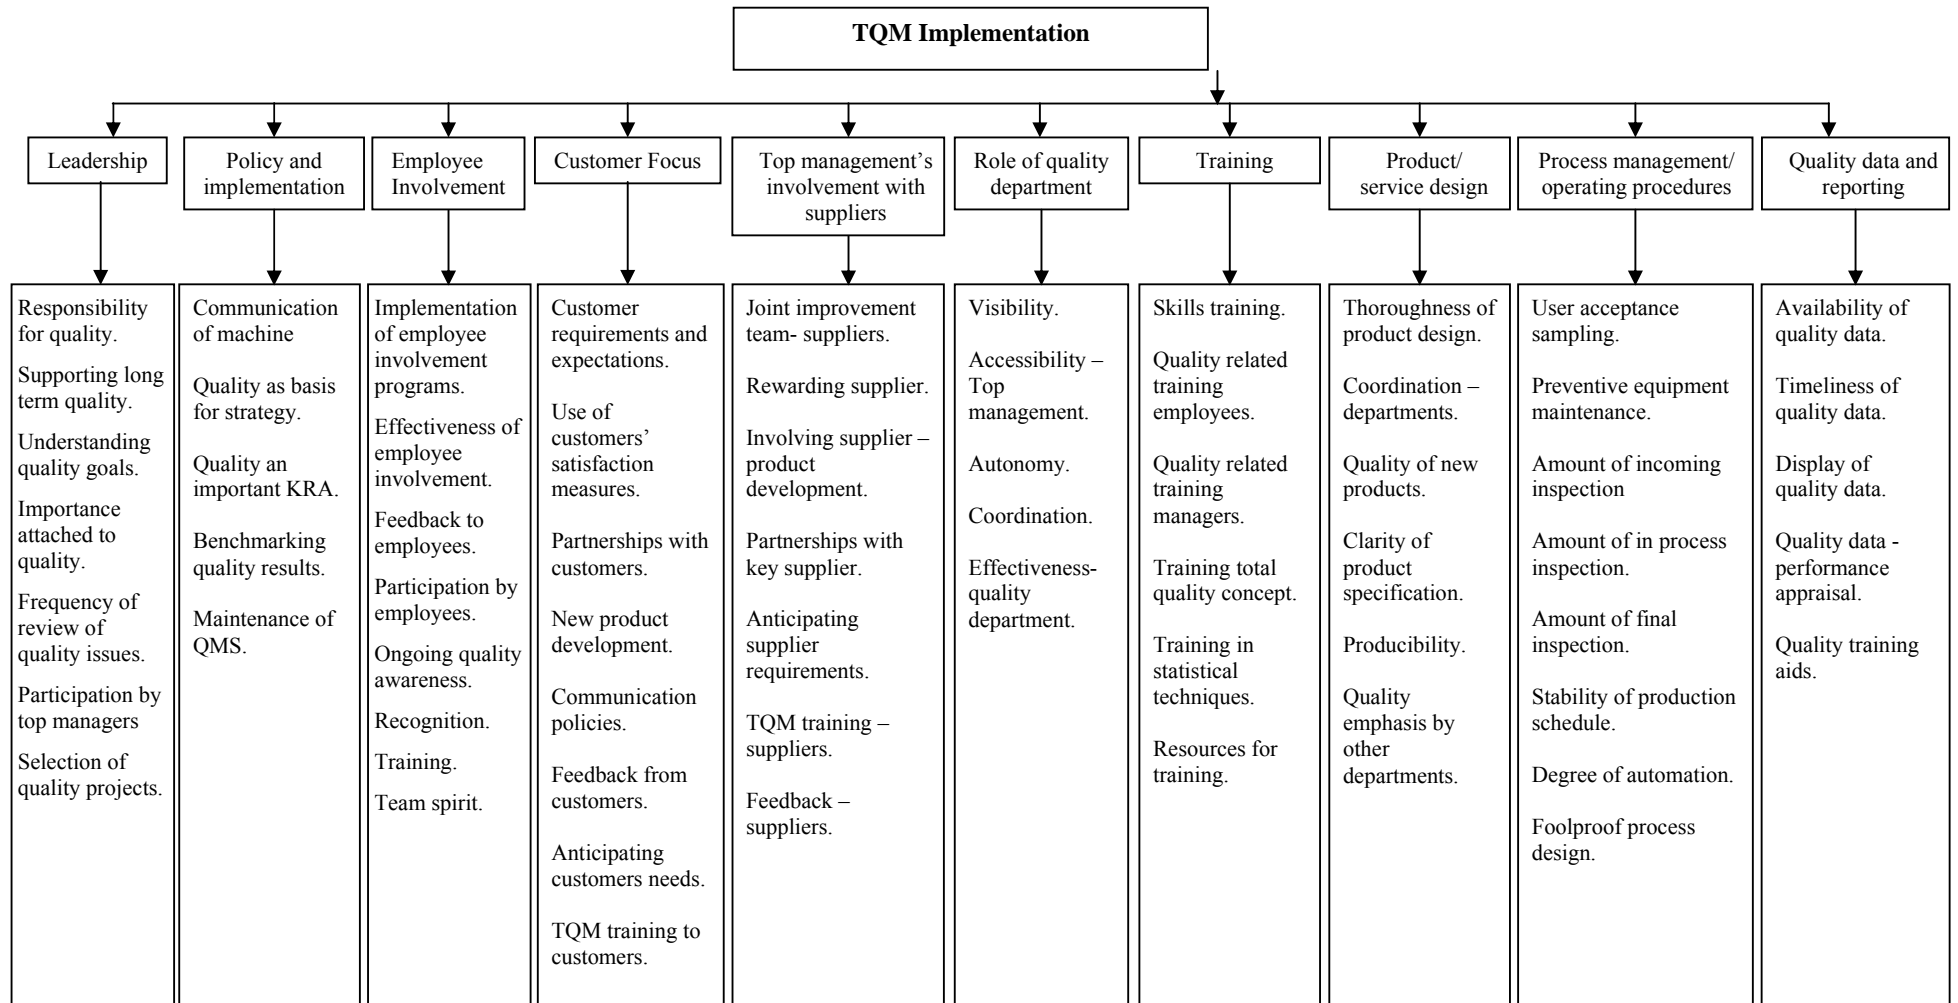 TQM Implementation
Leadership
Policy and
implementation
Employee
Involvement
Customer Focus
Top management’s
involvement with
suppliers
Role of quality
department
Training
Product/
service design
Process management/
operating procedures
Quality data and
reporting
Responsibility
for quality.
Supporting long
term quality.
Understanding
quality goals.
Importance
attached to
quality.
Frequency of
review of
quality issues.
Participation by
top managers
Selection of
quality projects.
Communication
of machine
Quality as basis
for strategy.
Quality an
important KRA.
Benchmarking
quality results.
Maintenance of
QMS.
Implementation
of employee
involvement
programs.
Effectiveness of
employee
involvement.
Feedback to
employees.
Participation by
employees.
Ongoing quality
awareness.
Recognition.
Training.
Team spirit.
Customer
requirements and
expectations.
Use of
customers’
satisfaction
measures.
Partnerships with
customers.
New product
development.
Communication
policies.
Feedback from
customers.
Anticipating
customers needs.
TQM training to
customers.
Joint improvement
team- suppliers.
Rewarding supplier.
Involving supplier –
product
development.
Partnerships with
key supplier.
Anticipating
supplier
requirements.
TQM training –
suppliers.
Feedback –
suppliers.
Visibility.
Accessibility –
Top
management.
Autonomy.
Coordination.
Effectiveness-
quality
department.
Skills training.
Quality related
training
employees.
Quality related
training
managers.
Training total
quality concept.
Training in
statistical
techniques.
Resources for
training.
Thoroughness of
product design.
Coordination –
departments.
Quality of new
products.
Clarity of
product
specification.
Producibility.
Quality
emphasis by
other
departments.
User acceptance
sampling.
Preventive equipment
maintenance.
Amount of incoming
inspection
Amount of in process
inspection.
Amount of final
inspection.
Stability of production
schedule.
Degree of automation.
Foolproof process
design.
Availability of
quality data.
Timeliness of
quality data.
Display of
quality data.
Quality data -
performance
appraisal.
Quality training
aids.